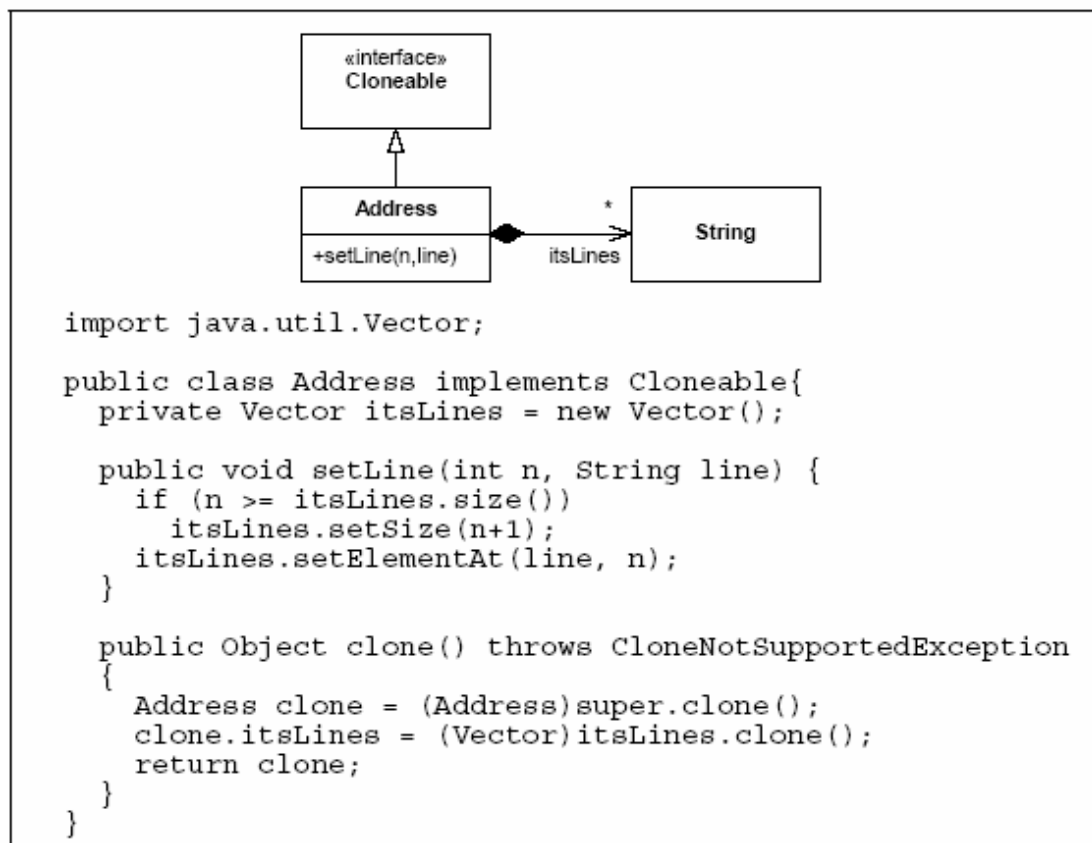 «interface»
Cloneable
Address
+setLine(n,line)
*
itsLines
String
import java.util.Vector;
public class Address implements Cloneable{
  private Vector itsLines = new Vector();
  public void setLine(int n, String line) {
    if (n >= itsLines.size())
      itsLines.setSize(n+1);
    itsLines.setElementAt(line, n);
  }
  public Object clone() throws CloneNotSupportedException
  {
    Address clone = (Address)super.clone();
    clone.itsLines = (Vector)itsLines.clone();
    return clone;
  }
}